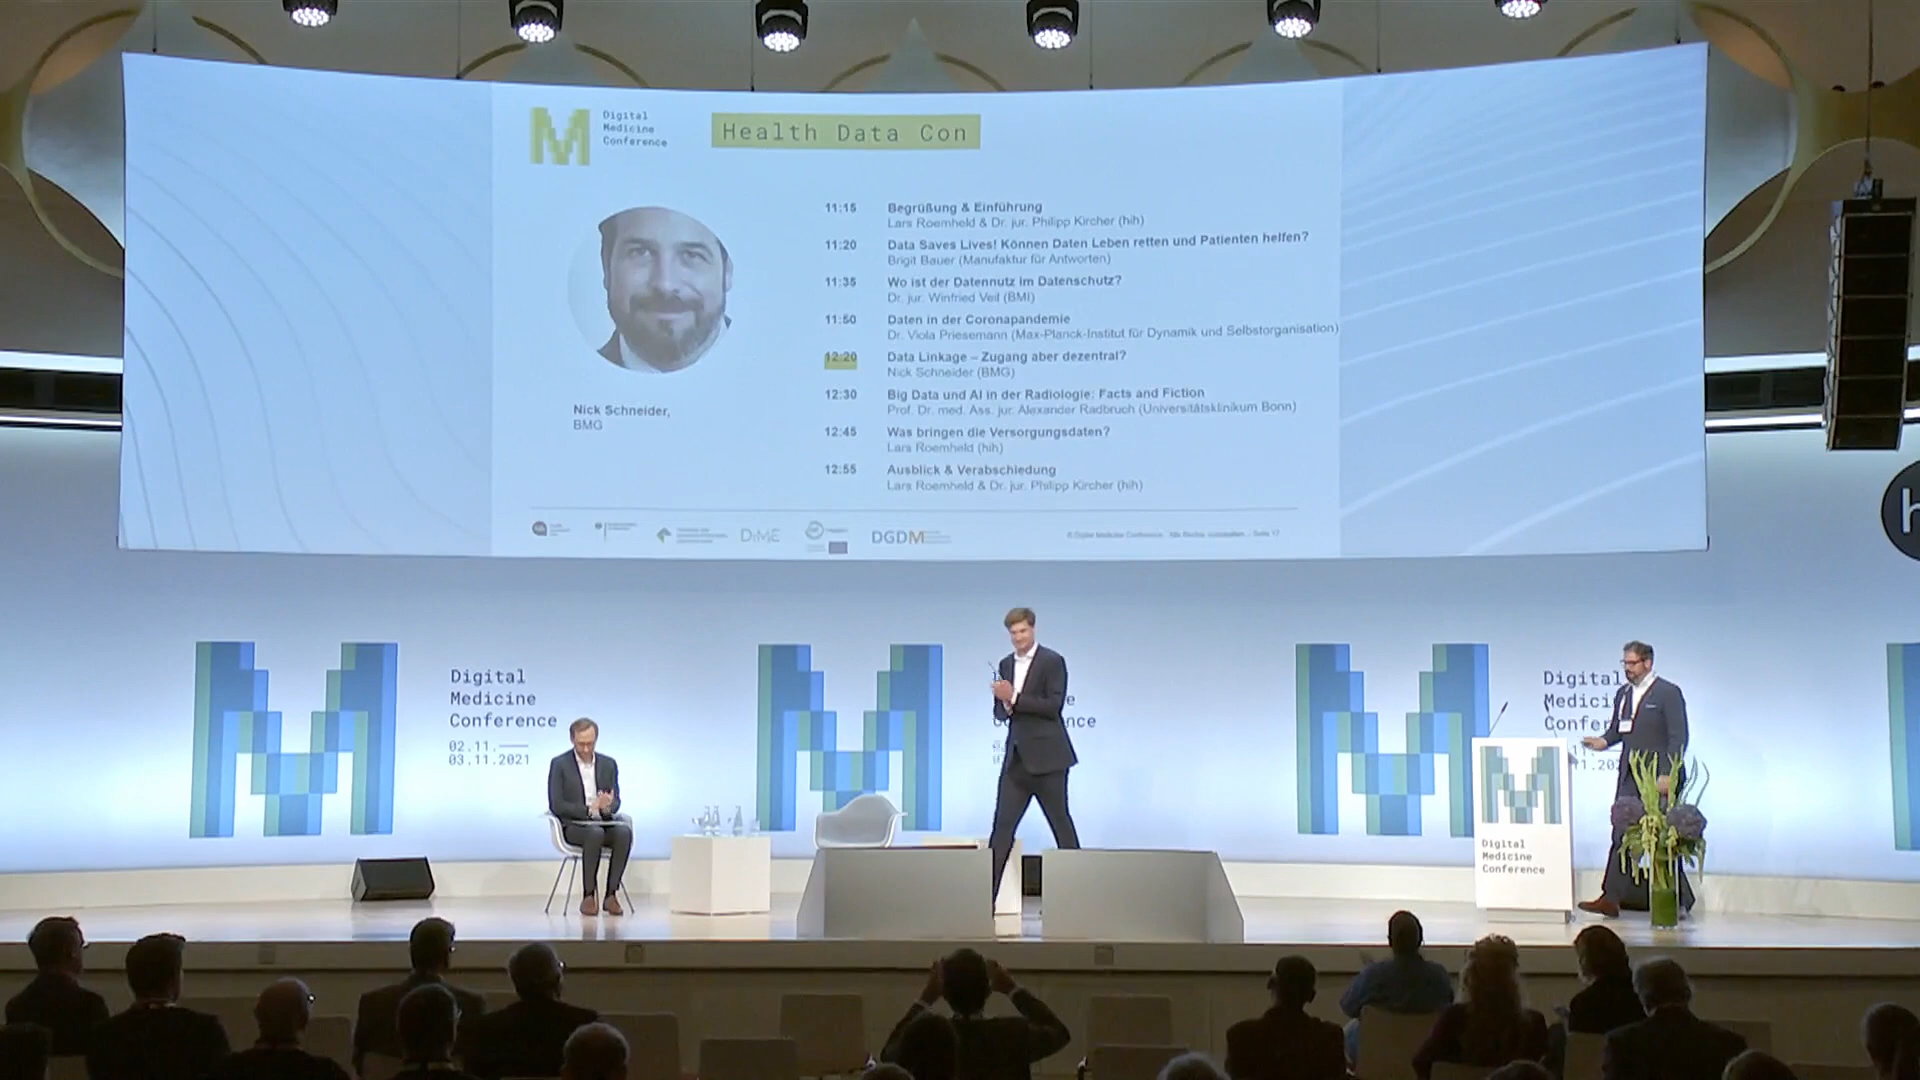 Digital
Medicine
Conference
Health Data Con
11:15 Begrüßung & Einführung
Lars Roemheld & Dr. jur. Philipp Kircher (hih)
11:20 Data Saves Lives! Können Daten Leben retten und Patienten helfen?
Brigit Bauer (Manufaktur für Antworten)
11:35 Wo ist der Datennutz im Datenschutz?
Dr. jur. Winfried Veil (BMI)
11:50 Daten in der Coronapandemie
Dr. Viola Priesemann (Max-Planck-Institut für Dynamik und Selbstorganisation)
12:20 Data Linkage – Zugang aber dezentral?
Nick Schneider (BMG)
12:30 Big Data und AI in der Radiologie: Facts and Fiction
Prof. Dr. med. Ass. jur. Alexander Radbruch (Universitätsklinikum Bonn)
12:45 Was bringen die Versorgungsdaten?
Lars Roemheld (hih)
12:55 Ausblick & Verabschiedung
Lars Roemheld & Dr. jur. Philipp Kircher (hih)
Nick Schneider,
BMG
DiME
DGDM
Digital
Medicine
Conference
02.11.—
03.11.2021
Digital
Digital
Medicine
Conference